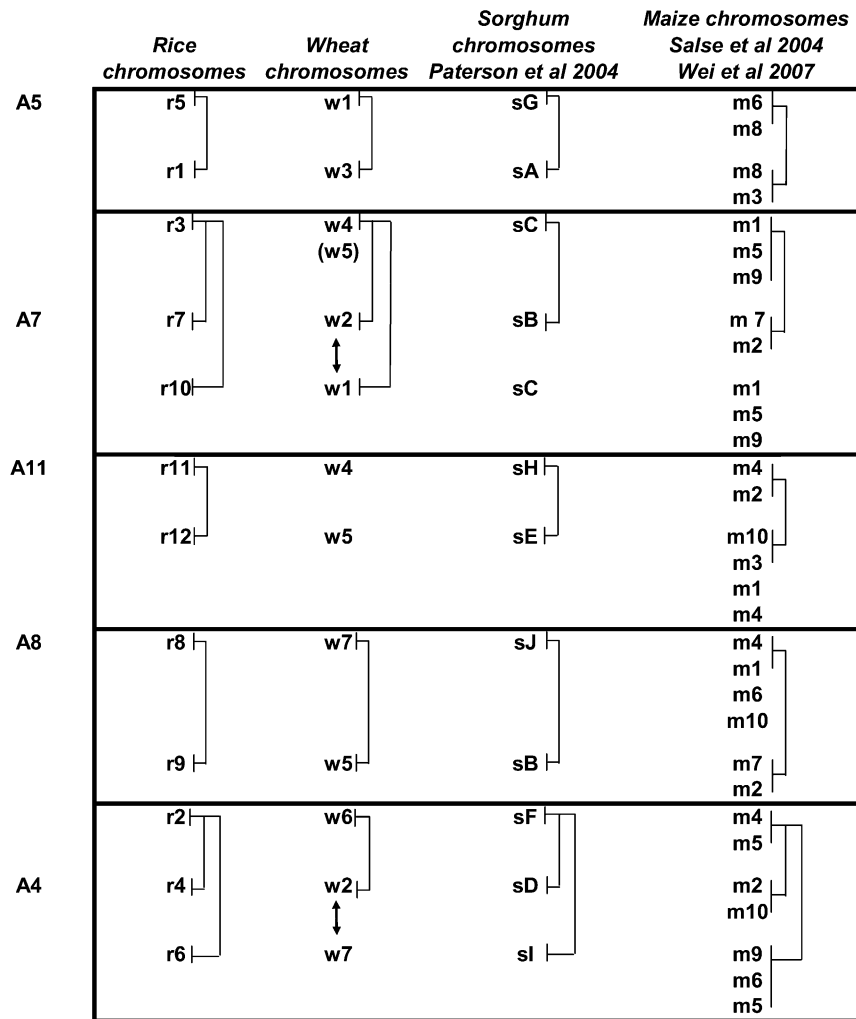 Rice chromosomes
Wheat chromosomes
Sorghum chromosomes Paterson et al 2004
Maize chromosomes Salse et al 2004 Wei et al 2007
A5 r5 w1 sG m6
m8
r1 w3 sA m8
m3
r3 w4 sC m1
(w5) m5
m9
A7 r7 w2 sB m 7
m2
r10 w1 sC m1
m5
m9
A11 r11 w4 sH m4
m2
r12 w5 sE m10
m3
m1
m4
A8 r8 w7 sJ m4
m1
m6
m10
r9 w5 sB m7
m2
r2 w6 sF m4
m5
A4 r4 w2 sD m2
m10
r6 w7 sI m9
m6
m5